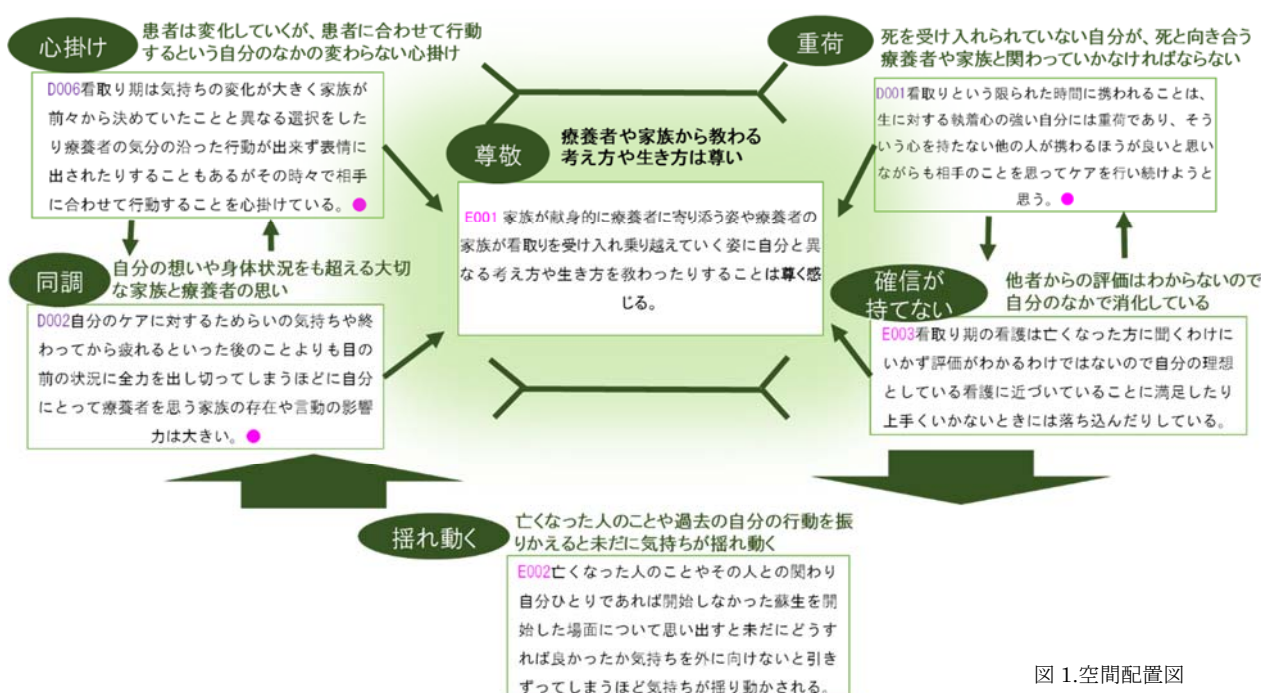 心掛け
患者は変化していくが、患者に合わせて行動
するという自分のなかの変わらない心掛け
D006看取り期は気持ちの変化が大きく家族が
前々から決めていたことと異なる選択をした
り療養者の気分の沿った行動が出来ず表情に
出されたりすることもあるがその時々で相手
に合わせて行動することを心掛けている。●
重荷
死を受け入れられていない自分が、死と向き合う
療養者や家族と関わっていかなければならない
D001看取りという限られた時間に携われることは、
生に対する執着心の強い自分には重荷であり、そう
いう心を持たない他の人が携わるほうが良いと思い
ながらも相手のことを思ってケアを行い続けようと
思う。●
尊敬
療養者や家族から教わる
考え方や生き方は尊い
E001 家族が献身的に療養者に寄り添う姿や療養者の
家族が看取りを受け入れ乗り越えていく姿に自分と異
なる考え方や生き方を教わったりすることは尊く感
じる。
同調
自分の想いや身体状況をも超える大切
な家族と療養者の思い
D002自分のケアに対するためらいの気持ちや終
わってから疲れるといった後のことよりも目の
前の状況に全力を出し切ってしまうほどに自分
にとって療養者を思う家族の存在や言動の影響
力は大きい。●
確信が
持てない
他者からの評価はわからないので
自分のなかで消化している
E003看取り期の看護は亡くなった方に聞くわけに
いかず評価がわかるわけではないので自分の理想
としている看護に近づいていることに満足したり
上手くいかないときには落ち込んだりしている。
揺れ動く
亡くなった人のことや過去の自分の行動を振
りかえると未だに気持ちが揺れ動く
E002亡くなった人のことやその人との関わり
自分ひとりであれば開始しなかった蘇生を開
始した場面について思い出すと未だにどうす
れば良かったか気持ちを外に向けないと引き
ずってしまうほど気持ちが揺り動かされる。
図 1.空間配置図